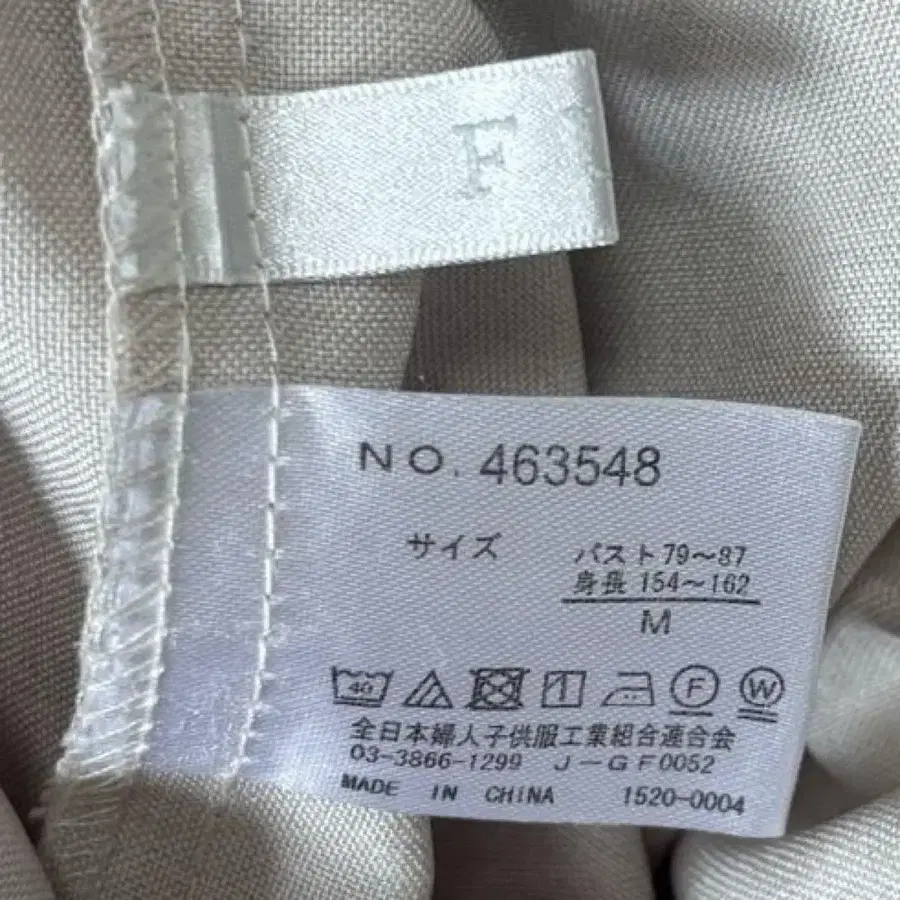 F
NO. 463548
サイズ
バスト 79～87
身長 154～162
M
40 F W
全日本婦人子供服工業組合連合会
03-3866-1299 J-GF0052
MADE IN CHINA 1520-0004